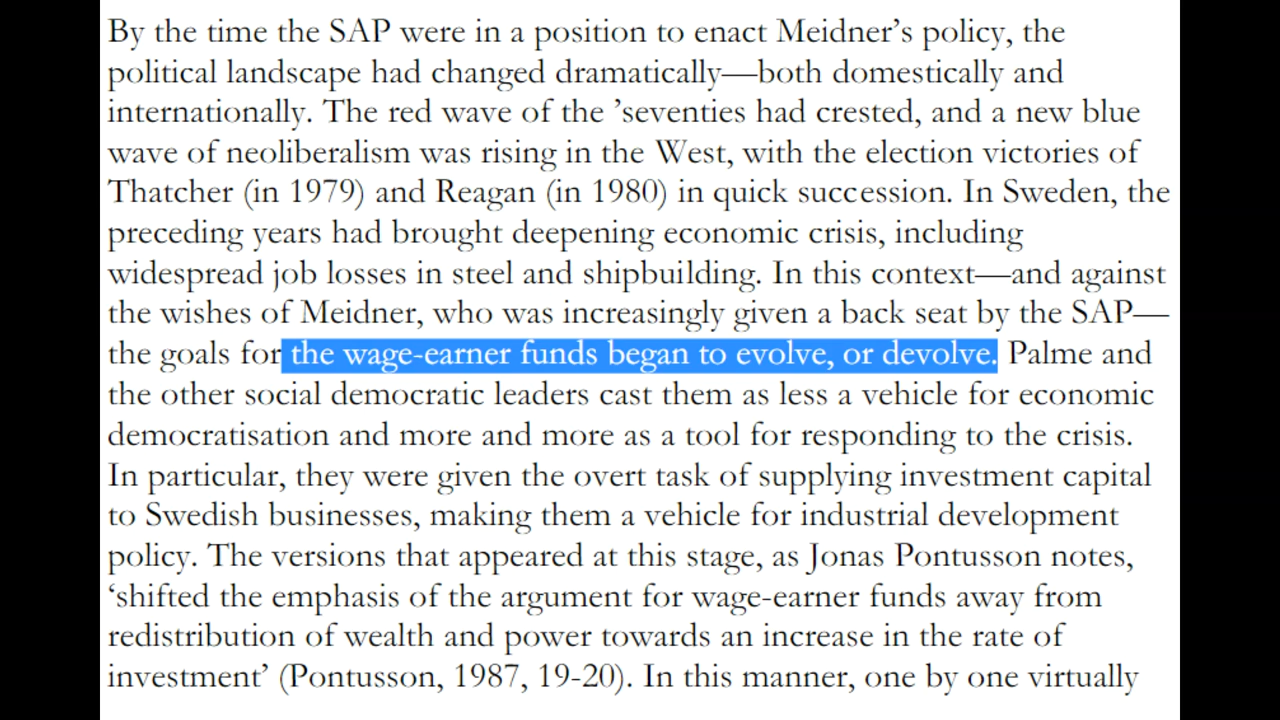 By the time the SAP were in a position to enact Meidner’s policy, the
political landscape had changed dramatically—both domestically and
internationally. The red wave of the ’seventies had crested, and a new blue
wave of neoliberalism was rising in the West, with the election victories of
Thatcher (in 1979) and Reagan (in 1980) in quick succession. In Sweden, the
preceding years had brought deepening economic crisis, including
widespread job losses in steel and shipbuilding. In this context—and against
the wishes of Meidner, who was increasingly given a back seat by the SAP—
the goals for the wage-earner funds began to evolve, or devolve. Palme and
the other social democratic leaders cast them as less a vehicle for economic
democratisation and more and more as a tool for responding to the crisis.
In particular, they were given the overt task of supplying investment capital
to Swedish businesses, making them a vehicle for industrial development
policy. The versions that appeared at this stage, as Jonas Pontusson notes,
‘shifted the emphasis of the argument for wage-earner funds away from
redistribution of wealth and power towards an increase in the rate of
investment’ (Pontusson, 1987, 19-20). In this manner, one by one virtually